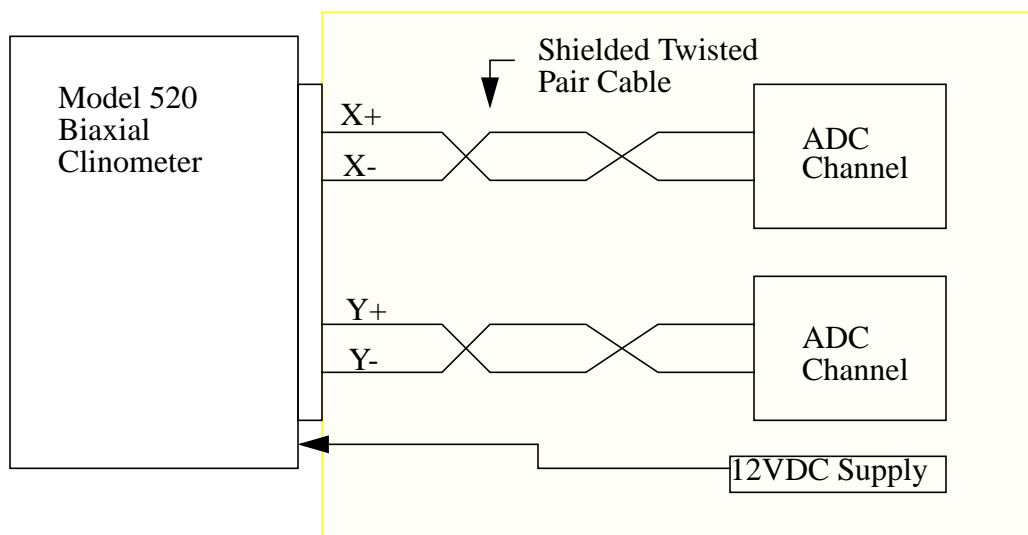 Model 520
Biaxial
Clinometer
Shielded Twisted
Pair Cable
X+
X-
ADC
Channel
Y+
Y-
ADC
Channel
12VDC Supply